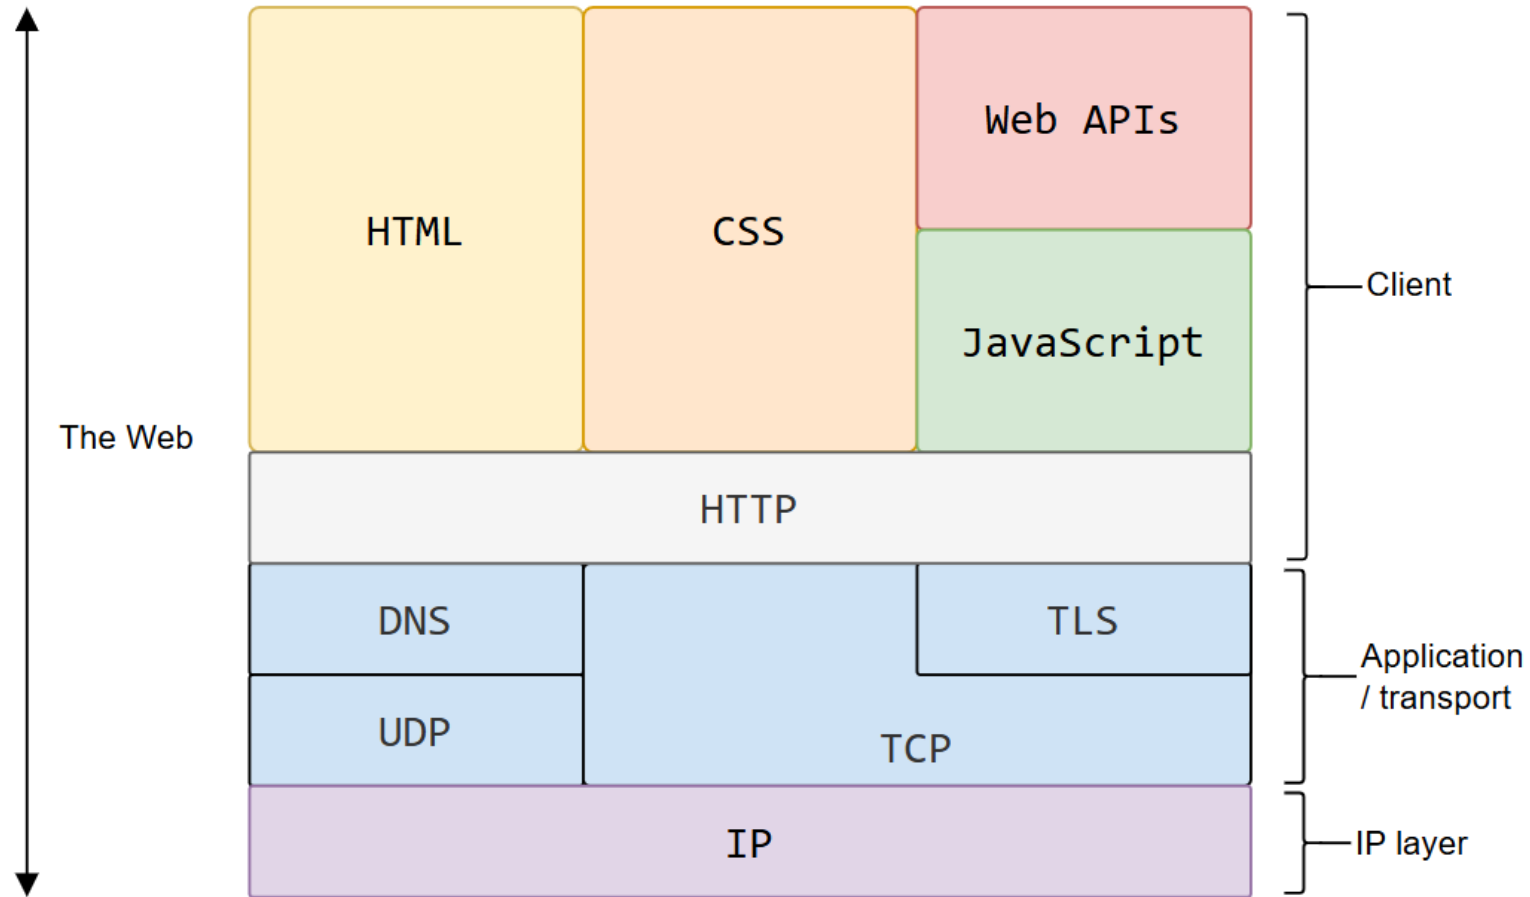 Web APIs
HTML
CSS
Client
JavaScript
The Web
HTTP
DNS
TLS
Application
/ transport
UDP
TCP
IP
IP layer